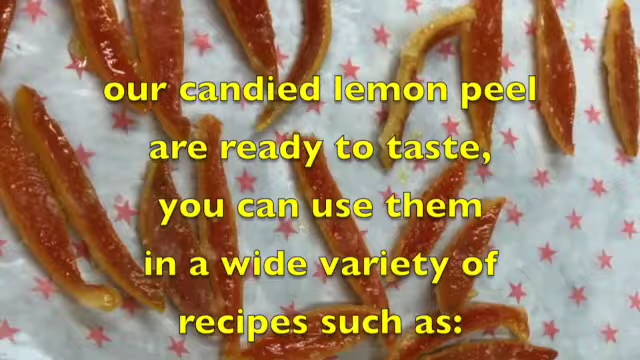 our candied lemon peel
are ready to taste,
you can use them
in a wide variety of
recipes such as: